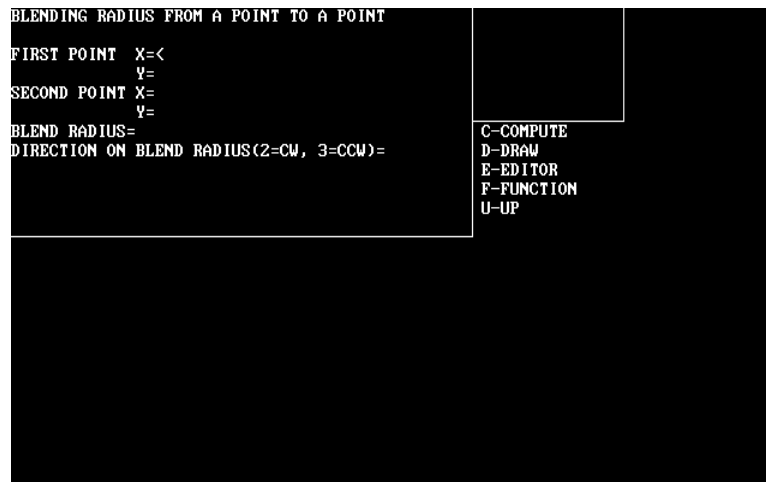 BLENDING RADIUS FROM A POINT TO A POINT
FIRST POINT  X=<
Y=
SECOND POINT X=
Y=
BLEND RADIUS=
DIRECTION ON BLEND RADIUS(2=CW, 3=CCW)=
C-COMPUTE
D-DRAW
E-EDITOR
F-FUNCTION
U-UP